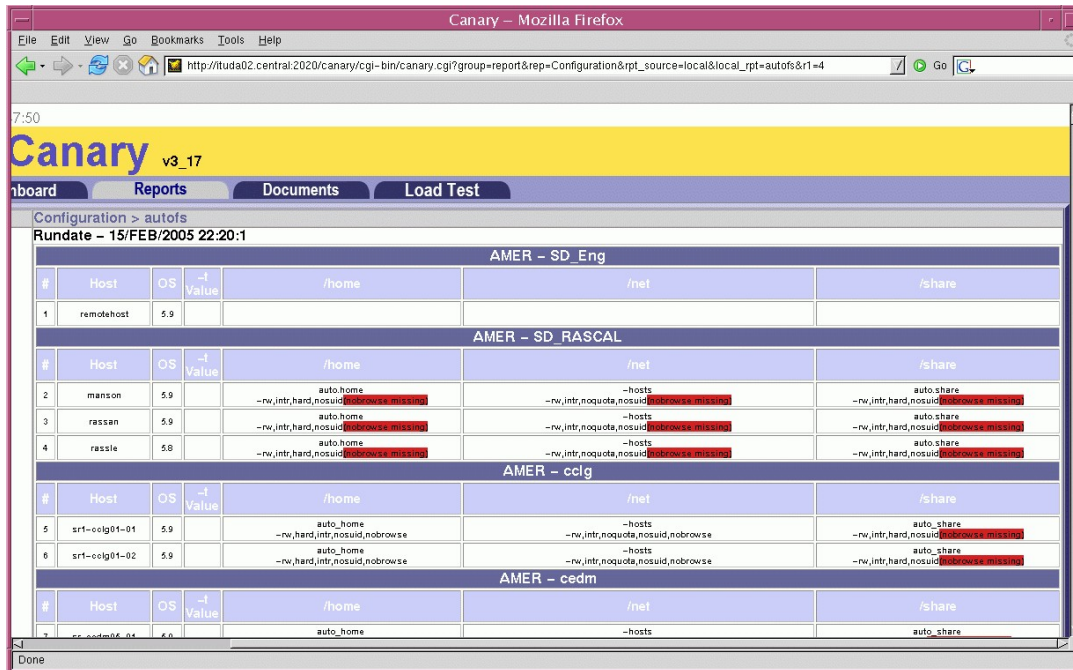 Canary – Mozilla Firefox
File Edit View Go Bookmarks Tools Help
http://ituda02.central:2020/canary/cgi-bin/canary.cgi?group=report&rep=Configuration&rpt_source=local&local_rpt=autofs&r1=4 Go G
7:50
Canary v3_17
hboard Reports Documents Load Test
Configuration > autofs
Rundate – 15/FEB/2005 22:20:1
AMER – SD_Eng
# Host OS –t Value /home /net /share
1 remotehost 5.9
AMER – SD_RASCAL
# Host OS –t Value /home /net /share
2 manson 5.9 auto.home –hosts auto.share
–rw,intr,hard,nosuid[nobrowse missing] –rw,intr,noquota,nosuid[nobrowse missing] –rw,intr,hard,nosuid[nobrowse missing]
3 rassan 5.9 auto.home –hosts auto.share
–rw,intr,hard,nosuid[nobrowse missing] –rw,intr,noquota,nosuid[nobrowse missing] –rw,intr,hard,nosuid[nobrowse missing]
4 rassle 5.8 auto.home –hosts auto.share
–rw,intr,hard,nosuid[nobrowse missing] –rw,intr,noquota,nosuid[nobrowse missing] –rw,intr,hard,nosuid[nobrowse missing]
AMER – cclg
# Host OS –t Value /home /net /share
5 sr1-cclg01-01 5.9 auto_home –hosts auto_share
–rw,hard,intr,nosuid,nobrowse –rw,intr,noquota,nosuid,nobrowse –rw,intr,hard,nosuid[nobrowse missing]
6 sr1-cclg01-02 5.9 auto_home –hosts auto_share
–rw,hard,intr,nosuid,nobrowse –rw,intr,noquota,nosuid,nobrowse –rw,intr,hard,nosuid[nobrowse missing]
AMER – cedm
# Host OS –t Value /home /net /share
auto_home –hosts auto_share
Done